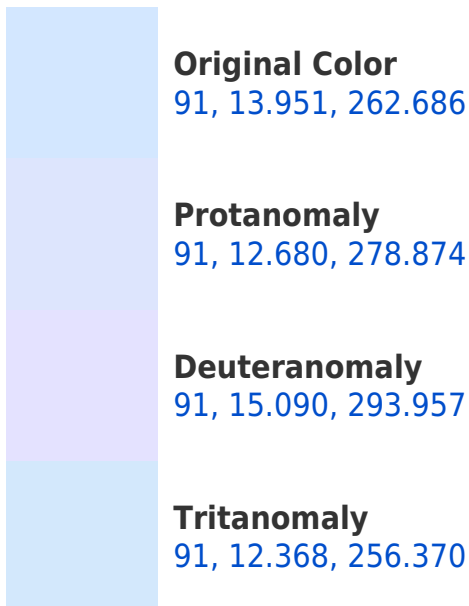 Original Color
91, 13.951, 262.686
Protanomaly
91, 12.680, 278.874
Deuteranomaly
91, 15.090, 293.957
Tritanomaly
91, 12.368, 256.370